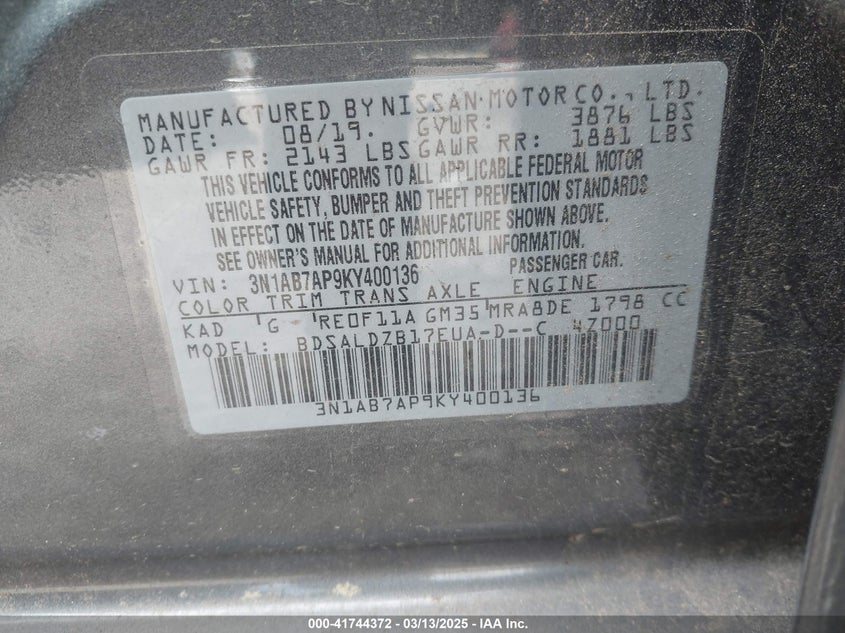 MANUFACTURED BY NISSAN MOTOR CO., LTD.
DATE: 08/19. GVWR: 3876 LBS
GAWR FR: 2143 LBS GAWR RR: 1881 LBS
THIS VEHICLE CONFORMS TO ALL APPLICABLE FEDERAL MOTOR
VEHICLE SAFETY, BUMPER AND THEFT PREVENTION STANDARDS
IN EFFECT ON THE DATE OF MANUFACTURE SHOWN ABOVE.
SEE OWNER'S MANUAL FOR ADDITIONAL INFORMATION.
VIN: 3N1AB7AP9KY400136 PASSENGER CAR.
COLOR TRIM TRANS AXLE ENGINE
KAD G RE0F11A GM35 MRA8DE 1798 CC
MODEL: BDSALDZB17EUA-D--C 4Z000
3N1AB7AP9KY400136
000-41744372 | 03/13/2025 - IAA Inc.